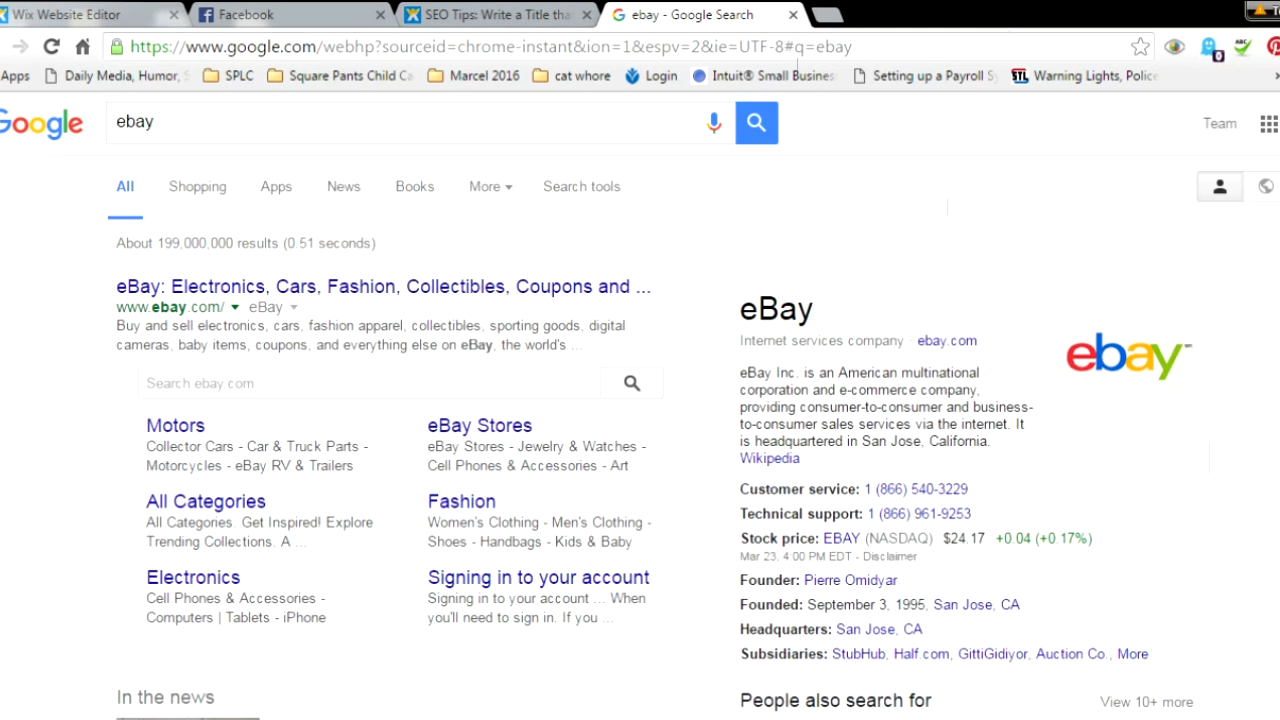 Wix Website Editor
Facebook
SEO Tips: Write a Title tha
ebay - Google Search
https://www.google.com/webhp?sourceid=chrome-instant&ion=1&espv=2&ie=UTF-8#q=ebay
Apps Daily Media, Humor, SPLC Square Pants Child Ca Marcel 2016 cat whore Login Intuit® Small Busines Setting up a Payroll Sy Warning Lights, Police
Google
ebay
Team
All Shopping Apps News Books More Search tools
About 199,000,000 results (0.51 seconds)
eBay: Electronics, Cars, Fashion, Collectibles, Coupons and ...
www.ebay.com/ eBay
Buy and sell electronics, cars, fashion apparel, collectibles, sporting goods, digital
cameras, baby items, coupons, and everything else on eBay, the world's ...
Search ebay.com
Motors
Collector Cars - Car & Truck Parts -
Motorcycles - eBay RV & Trailers
eBay Stores
eBay Stores - Jewelry & Watches -
Cell Phones & Accessories - Art
All Categories
All Categories. Get Inspired! Explore
Trending Collections. A ...
Fashion
Women's Clothing - Men's Clothing -
Shoes - Handbags - Kids & Baby
Electronics
Cell Phones & Accessories -
Computers | Tablets - iPhone
Signing in to your account
Signing in to your account ... When
you'll need to sign in. If you ...
In the news
eBay
Internet services company ebay.com
ebay™
eBay Inc. is an American multinational
corporation and e-commerce company,
providing consumer-to-consumer and business-
to-consumer sales services via the internet. It
is headquartered in San Jose, California.
Wikipedia
Customer service: 1 (866) 540-3229
Technical support: 1 (866) 961-9253
Stock price: EBAY (NASDAQ) $24.17 +0.04 (+0.17%)
Mar 23, 4:00 PM EDT - Disclaimer
Founder: Pierre Omidyar
Founded: September 3, 1995, San Jose, CA
Headquarters: San Jose, CA
Subsidiaries: StubHub, Half.com, GittiGidiyor, Auction Co., More
People also search for
View 10+ more